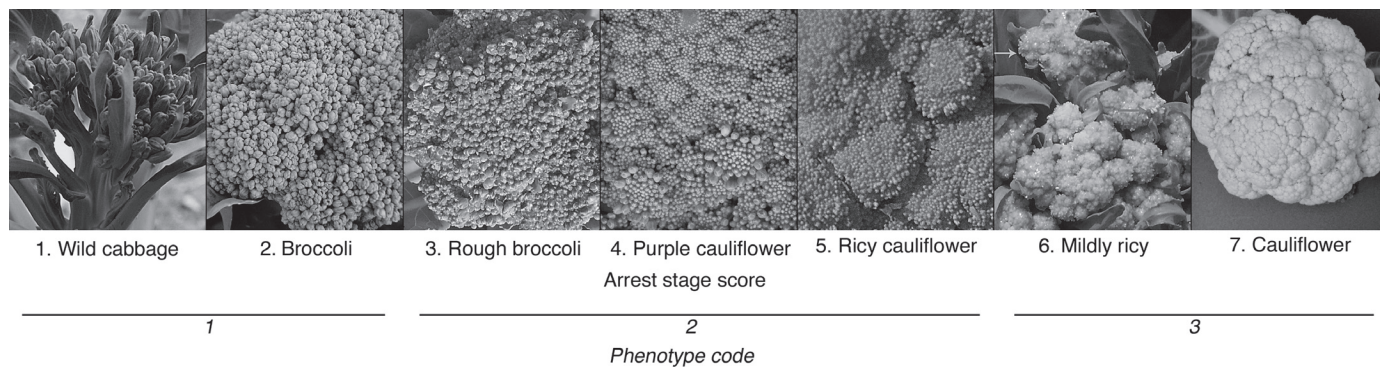 1. Wild cabbage 2. Broccoli 3. Rough broccoli 4. Purple cauliflower 5. Ricy cauliflower 6. Mildly ricy 7. Cauliflower
Arrest stage score
1 2 3
Phenotype code